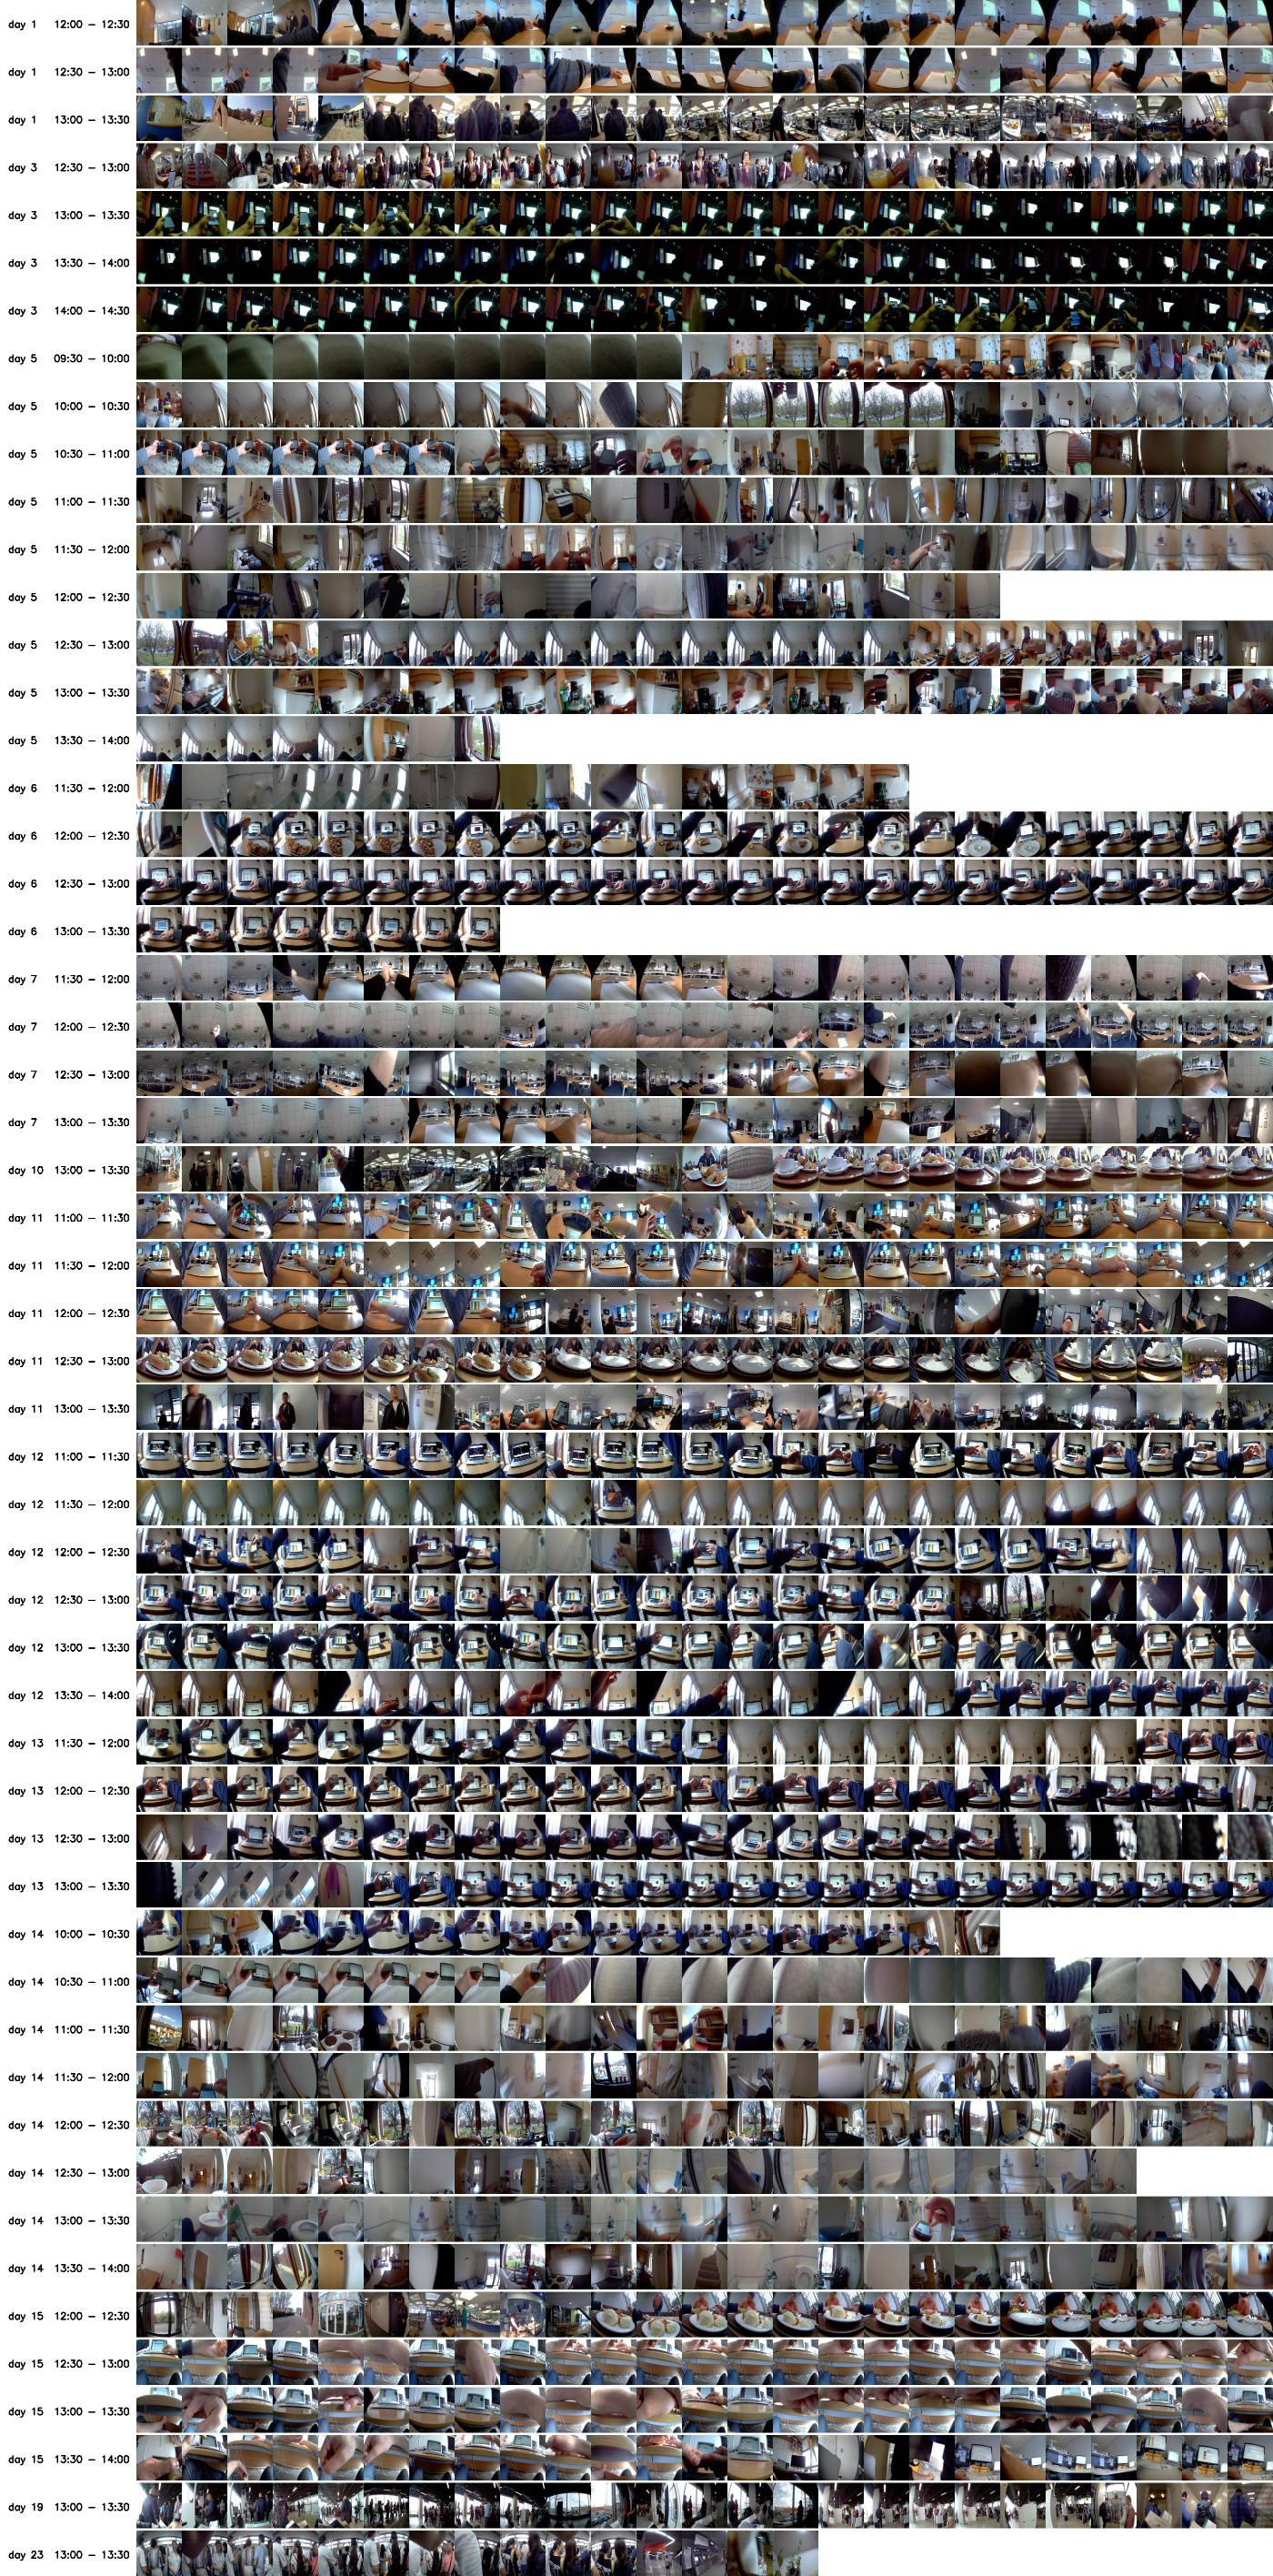 day 1 12:00 – 12:30
day 1 12:30 – 13:00
day 1 13:00 – 13:30
day 3 12:30 – 13:00
day 3 13:00 – 13:30
day 3 13:30 – 14:00
day 3 14:00 – 14:30
day 5 09:30 – 10:00
day 5 10:00 – 10:30
day 5 10:30 – 11:00
day 5 11:00 – 11:30
day 5 11:30 – 12:00
day 5 12:00 – 12:30
day 5 12:30 – 13:00
day 5 13:00 – 13:30
day 5 13:30 – 14:00
day 6 11:30 – 12:00
day 6 12:00 – 12:30
day 6 12:30 – 13:00
day 6 13:00 – 13:30
day 7 11:30 – 12:00
day 7 12:00 – 12:30
day 7 12:30 – 13:00
day 7 13:00 – 13:30
day 10 13:00 – 13:30
day 11 11:00 – 11:30
day 11 11:30 – 12:00
day 11 12:00 – 12:30
day 11 12:30 – 13:00
day 11 13:00 – 13:30
day 12 11:00 – 11:30
day 12 11:30 – 12:00
day 12 12:00 – 12:30
day 12 12:30 – 13:00
day 12 13:00 – 13:30
day 12 13:30 – 14:00
day 13 11:30 – 12:00
day 13 12:00 – 12:30
day 13 12:30 – 13:00
day 13 13:00 – 13:30
day 14 10:00 – 10:30
day 14 10:30 – 11:00
day 14 11:00 – 11:30
day 14 11:30 – 12:00
day 14 12:00 – 12:30
day 14 12:30 – 13:00
day 14 13:00 – 13:30
day 14 13:30 – 14:00
day 15 12:00 – 12:30
day 15 12:30 – 13:00
day 15 13:00 – 13:30
day 15 13:30 – 14:00
day 19 13:00 – 13:30
day 23 13:00 – 13:30